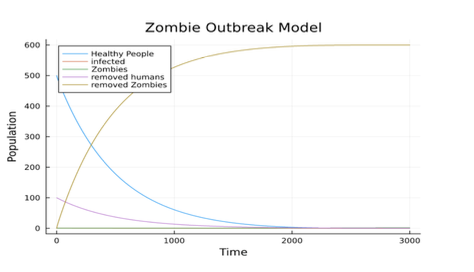 Zombie Outbreak Model
Population
600
500
400
300
200
100
0
Healthy People
infected
Zombies
removed humans
removed Zombies
0 1000 2000 3000
Time